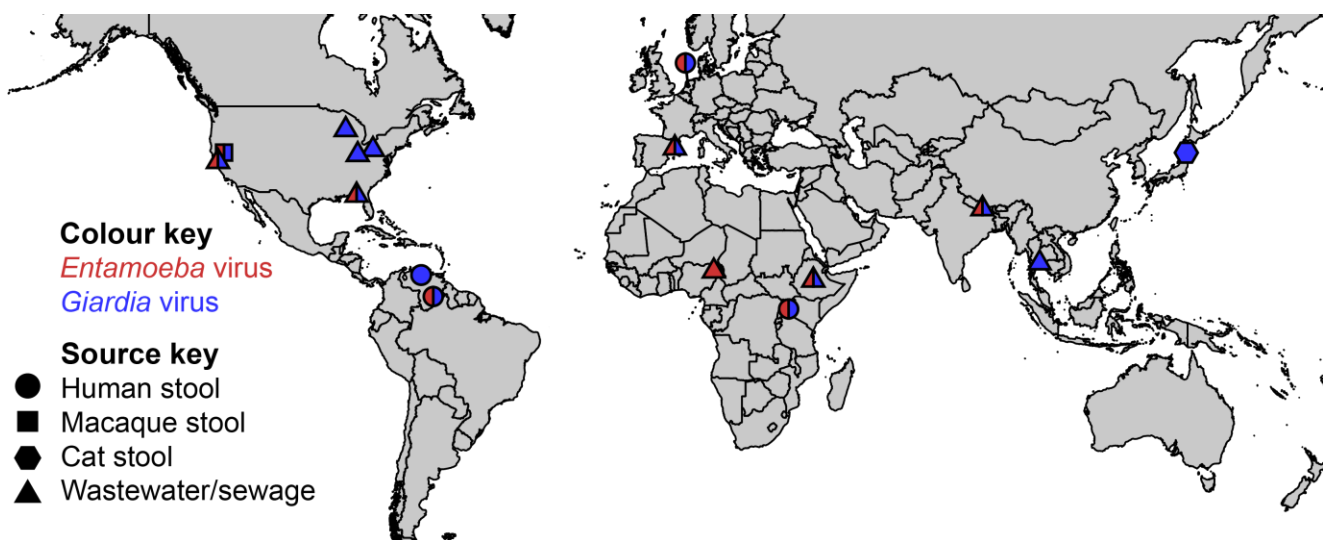 Colour key
Entamoeba virus
Giardia virus
Source key
Human stool
Macaque stool
Cat stool
Wastewater/sewage